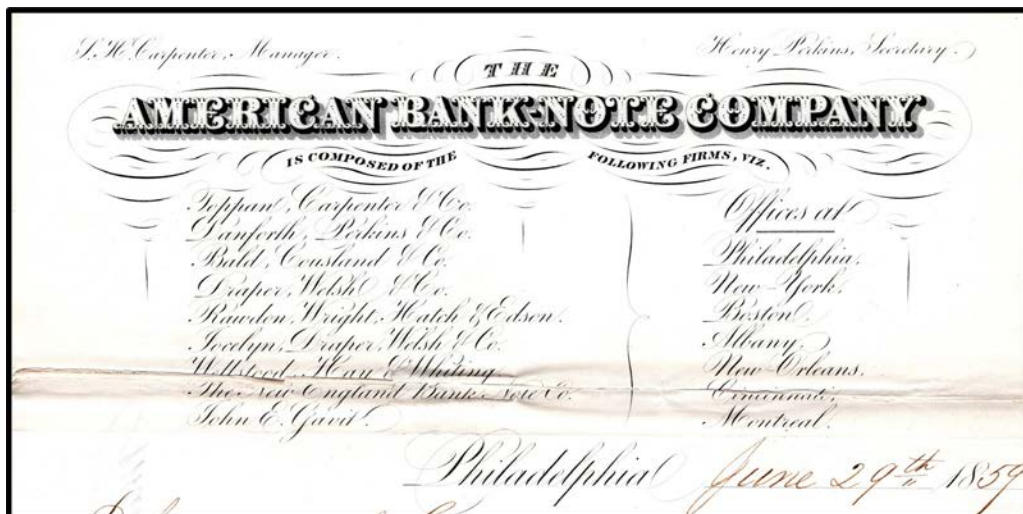 S.H. Carpenter, Manager.
Henry Perkins, Secretary.
THE
AMERICAN BANK-NOTE COMPANY
IS COMPOSED OF THE FOLLOWING FIRMS, VIZ.
Toppan, Carpenter & Co.
Danforth, Perkins & Co.
Bald, Cousland & Co.
Draper, Welsh & Co.
Rawdon, Wright, Hatch & Edson.
Jocelyn, Draper, Welsh & Co.
Wellstood, Hay & Whiting
The New England Bank Note Co.
John E. Gavit.
Offices at
Philadelphia,
New-York,
Boston,
Albany,
New-Orleans,
Cincinnati,
Montreal.
Philadelphia June 29th 1859